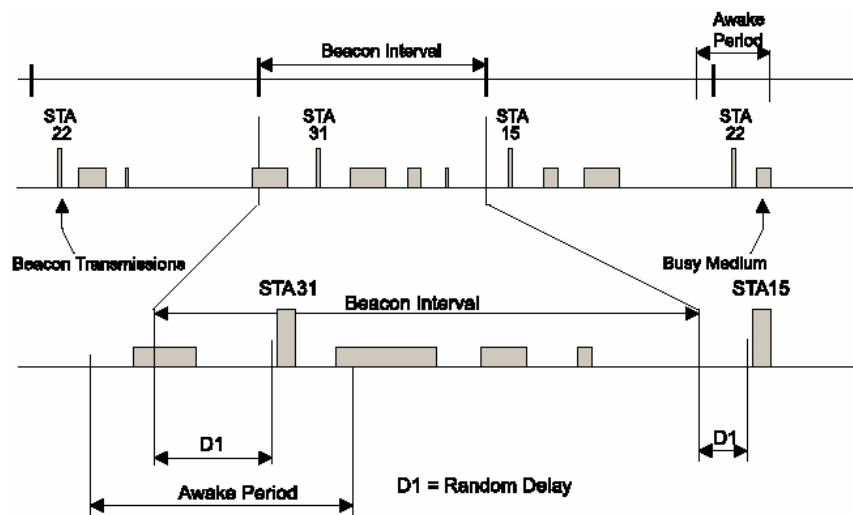 Awake
Period
Beacon Interval
STA
22
STA
31
STA
15
STA
22
Beacon Transmissions
Busy Medium
STA31
Beacon Interval
STA15
D1
D1
Awake Period
D1 = Random Delay